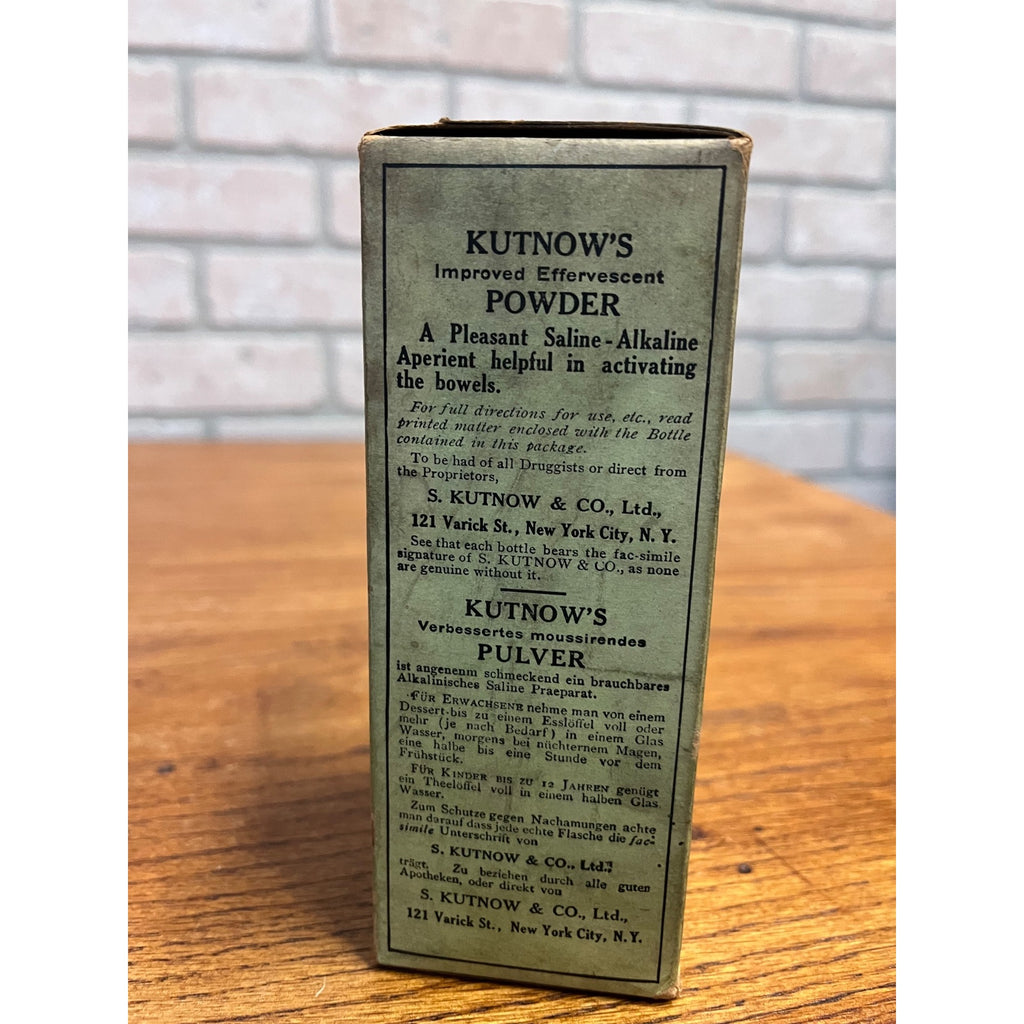 KUTNOW'S
Improved Effervescent
POWDER
A Pleasant Saline-Alkaline
Aperient helpful in activating
the bowels.
For full directions for use, etc., read
printed matter enclosed with the Bottle
contained in this package.
To be had of all Druggists or direct from
the Proprietors,
S. KUTNOW & CO., Ltd.,
121 Varick St., New York City, N. Y.
See that each bottle bears the fac-simile
signature of S. KUTNOW & CO., as none
are genuine without it.
KUTNOW'S
Verbessertes moussirendes
PULVER
ist angenenm schmeckend ein brauchbares
Alkalinisches Saline Praeparat.
FÜR ERWACHSENE nehme man von einem
Dessert-bis zu einem Esslöffel voll oder
mehr (je nach Bedarf) in einem Glas
Wasser, morgens bei nüchternem Magen,
eine halbe bis eine Stunde vor dem
Frühstück.
FÜR KINDER BIS ZU 12 JAHREN genügt
ein Theelöffel voll in einem halben Glas
Wasser.
Zum Schutze gegen Nachamungen achte
man darauf dass jede echte Flasche die fac-
simile Unterschrift von
S. KUTNOW & CO., Ltd.,
trägt. Zu beziehen durch alle guten
Apotheken, oder direkt von
S. KUTNOW & CO., Ltd.,
121 Varick St., New York City, N.Y.